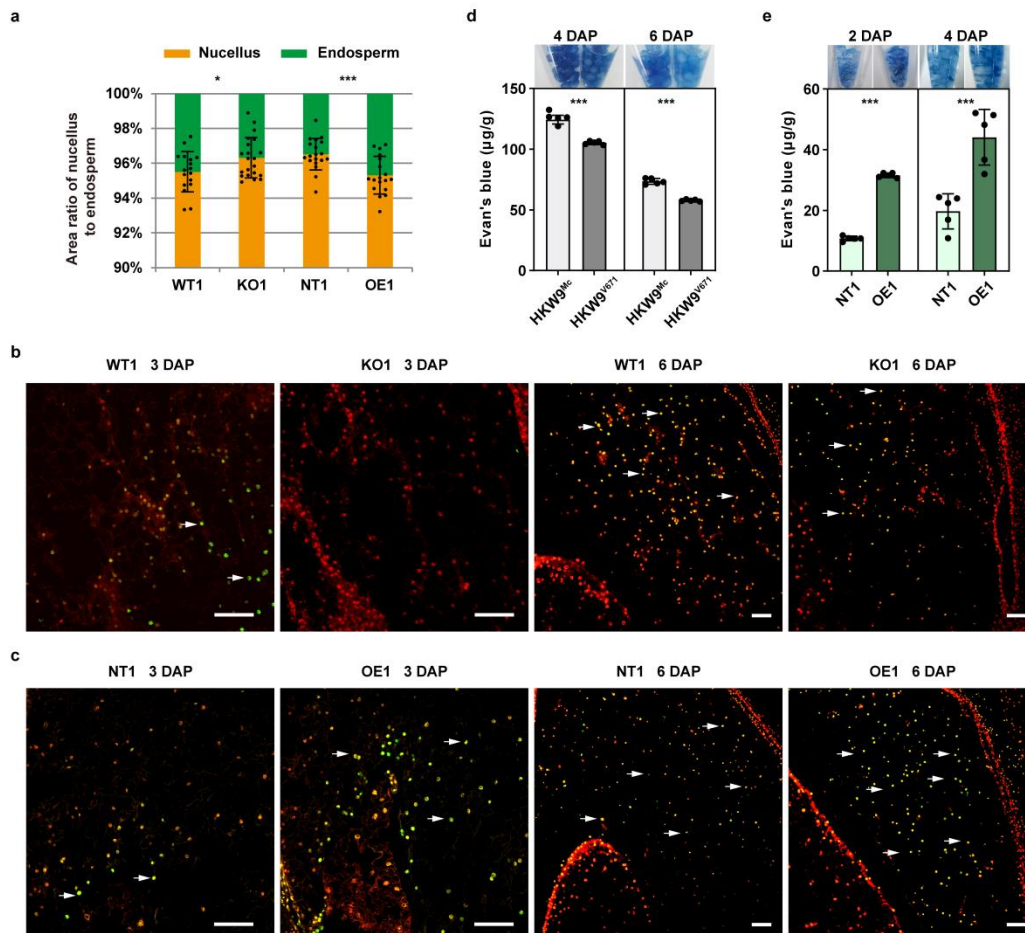 a
Nucellus Endosperm
* ***
Area ratio of nucellus
to endosperm
100%
98%
96%
94%
92%
90%
WT1 KO1 NT1 OE1
d
4 DAP 6 DAP
Evan's blue (μg/g)
150
100
50
0
*** ***
HKW9Mc HKW9V671 HKW9Mc HKW9V671
e
2 DAP 4 DAP
Evan's blue (μg/g)
60
40
20
0
*** ***
NT1 OE1 NT1 OE1
b
WT1 3 DAP KO1 3 DAP WT1 6 DAP KO1 6 DAP
c
NT1 3 DAP OE1 3 DAP NT1 6 DAP OE1 6 DAP